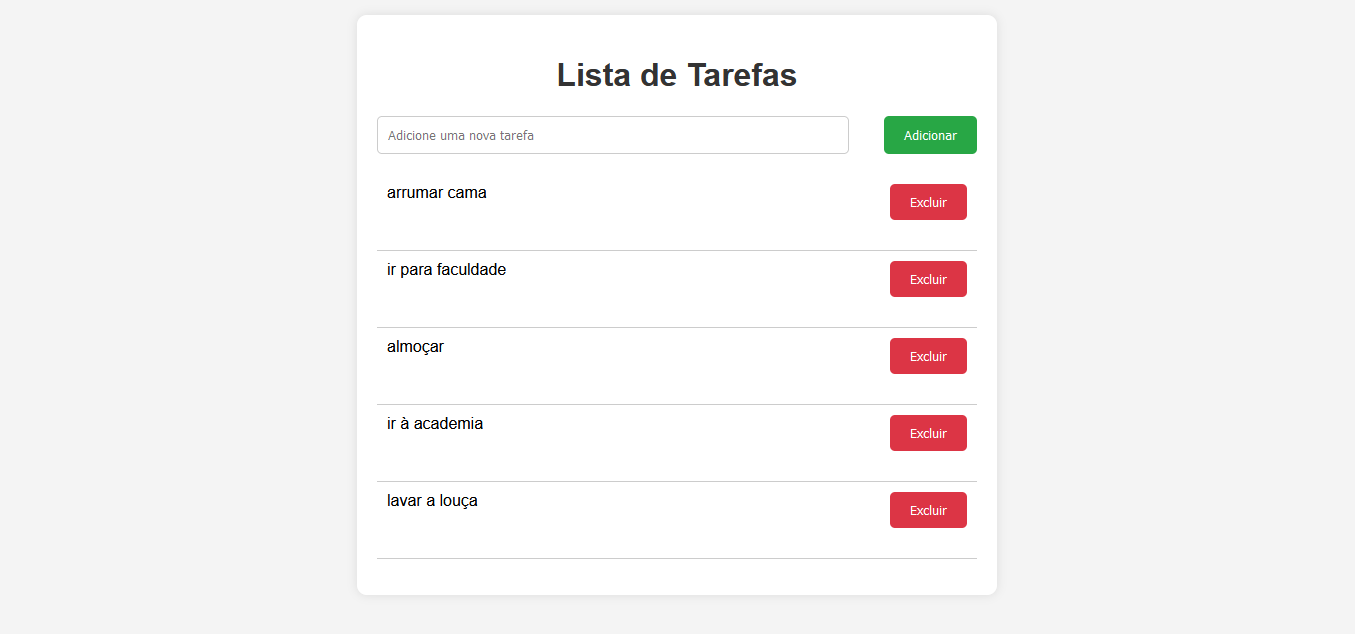 Lista de Tarefas
Adicione uma nova tarefa
Adicionar
arrumar cama
Excluir
ir para faculdade
Excluir
almoçar
Excluir
ir à academia
Excluir
lavar a louça
Excluir